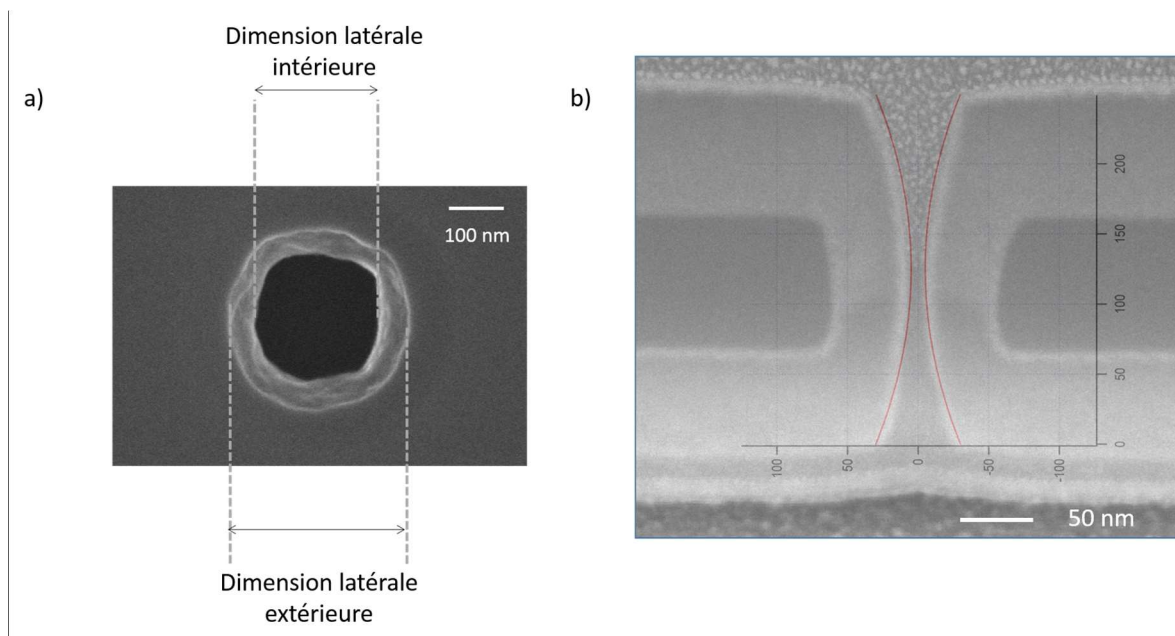 Dimension latérale
intérieure
a)
100 nm
Dimension latérale
extérieure
b)
200
150
100
50
0
100
50
0
-50
-100
50 nm